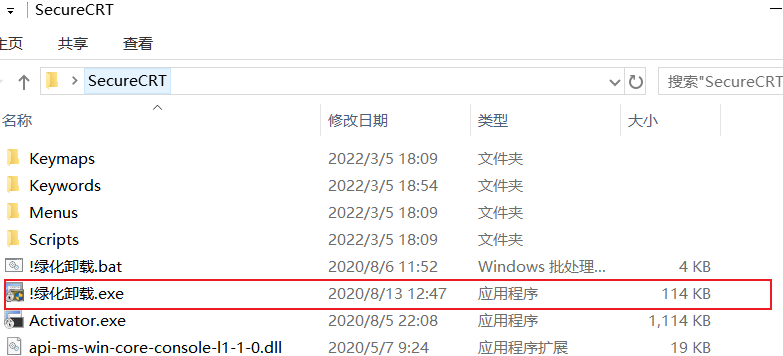 SecureCRT
主页 共享 查看
SecureCRT 搜索"SecureCRT
名称 修改日期 类型 大小
Keymaps 2022/3/5 18:09 文件夹
Keywords 2022/3/5 18:54 文件夹
Menus 2022/3/5 18:09 文件夹
Scripts 2022/3/5 18:09 文件夹
!绿化卸载.bat 2020/8/6 11:52 Windows 批处理... 4 KB
!绿化卸载.exe 2020/8/13 12:47 应用程序 114 KB
Activator.exe 2020/8/5 22:08 应用程序 1,114 KB
api-ms-win-core-console-l1-1-0.dll 2020/5/7 9:24 应用程序扩展 19 KB